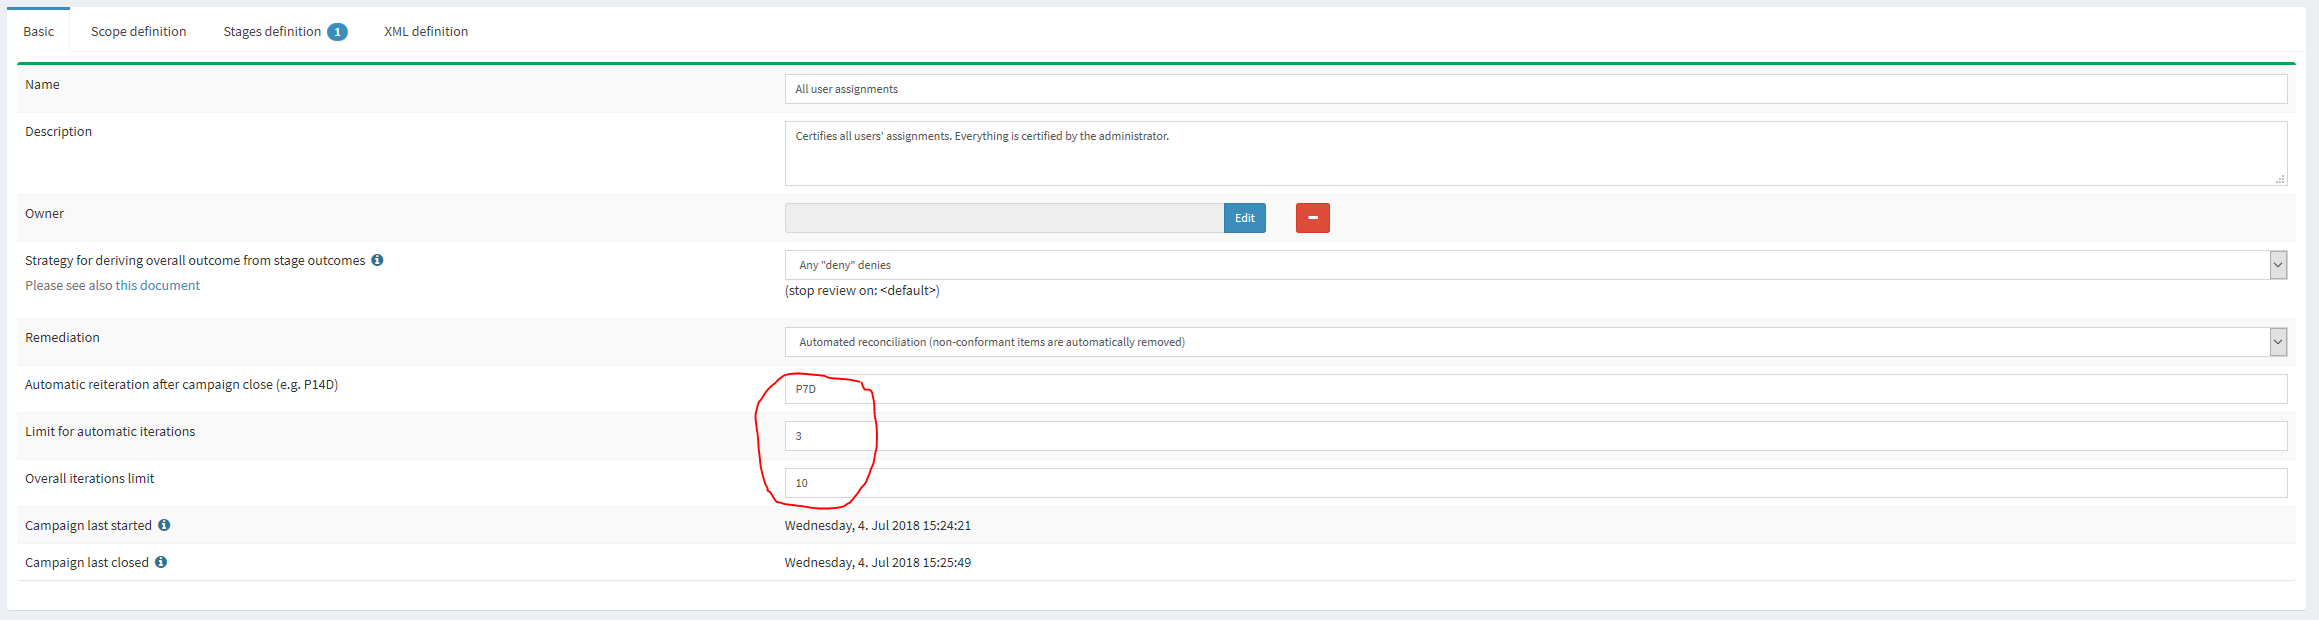 Basic Scope definition Stages definition 1 XML definition
Name All user assignments
Description Certifies all users' assignments. Everything is certified by the administrator.
Owner Edit
Strategy for deriving overall outcome from stage outcomes Any "deny" denies
Please see also this document (stop review on: <default>)
Remediation Automated reconciliation (non-conformant items are automatically removed)
Automatic reiteration after campaign close (e.g. P14D) P7D
Limit for automatic iterations 3
Overall iterations limit 10
Campaign last started Wednesday, 4. Jul 2018 15:24:21
Campaign last closed Wednesday, 4. Jul 2018 15:25:49